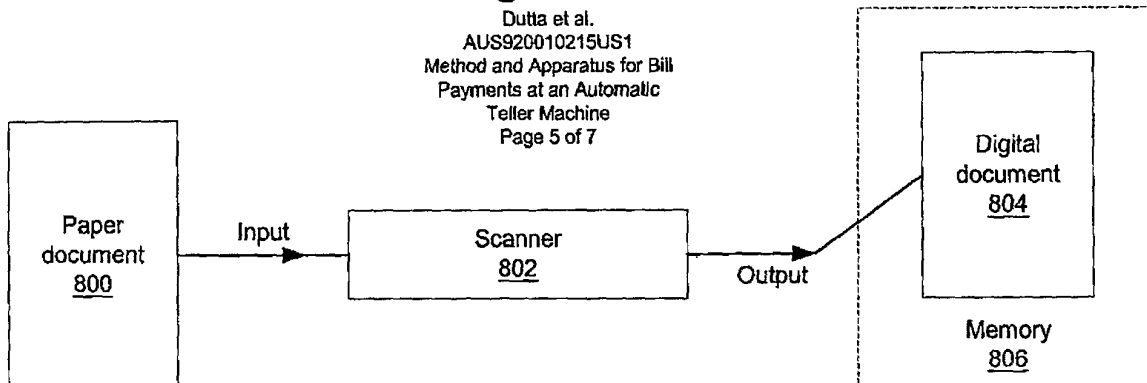 Dutta et al.
AUS920010215US1
Method and Apparatus for Bill
Payments at an Automatic
Teller Machine
Page 5 of 7
Paper
document
800
Input
Scanner
802
Output
Digital
document
804
Memory
806